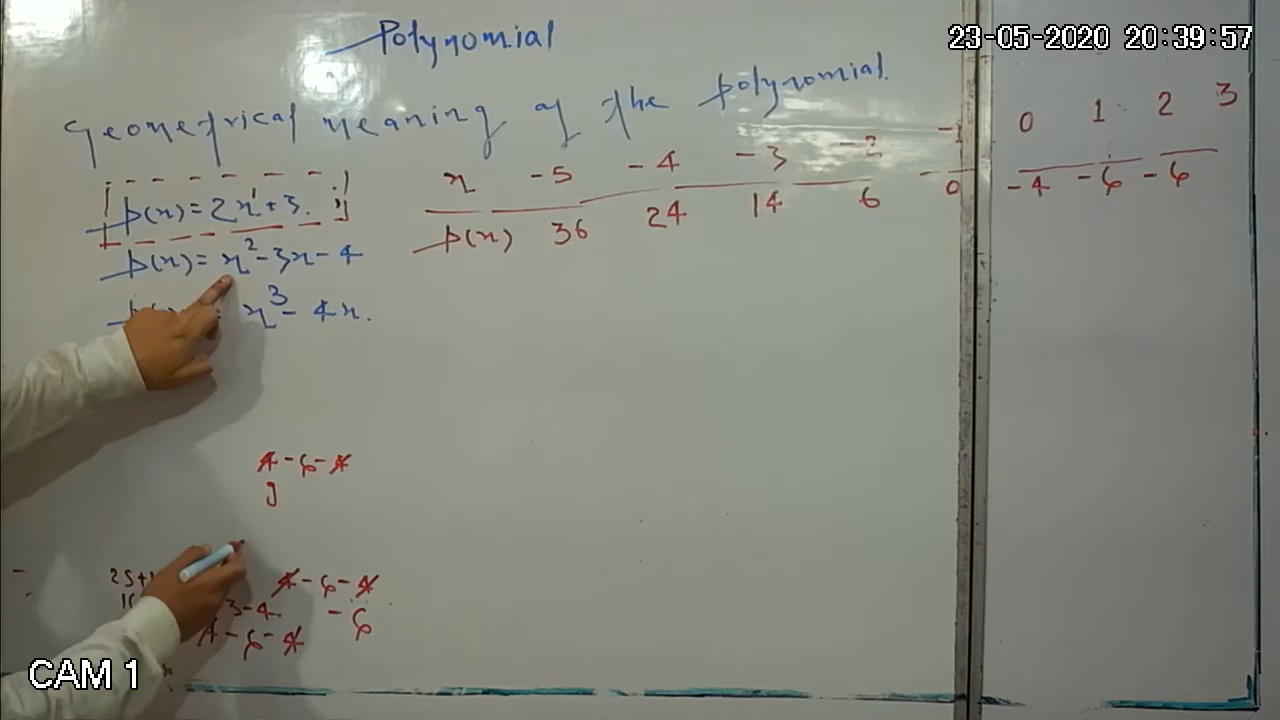 23-05-2020 20:39:57
Polynomial
Geometrical meaning of the polynomial.
p(x) = 2x¹ + 3.
p(x) = x² - 3x - 4
x³ - 4x.
x -5 -4 -3 -2 -1 0 1 2 3
p(x) 36 24 14 6 0 -4 -6 -6
4 - 6 - 4
4 - 6 - 4
3 - 4 - 6
4 - 6 - 4
CAM 1